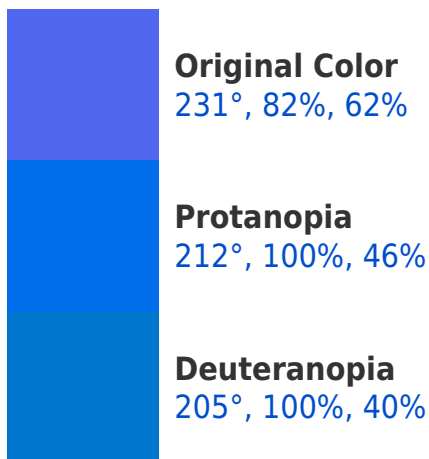 Original Color
231°, 82%, 62%
Protanopia
212°, 100%, 46%
Deuteranopia
205°, 100%, 40%